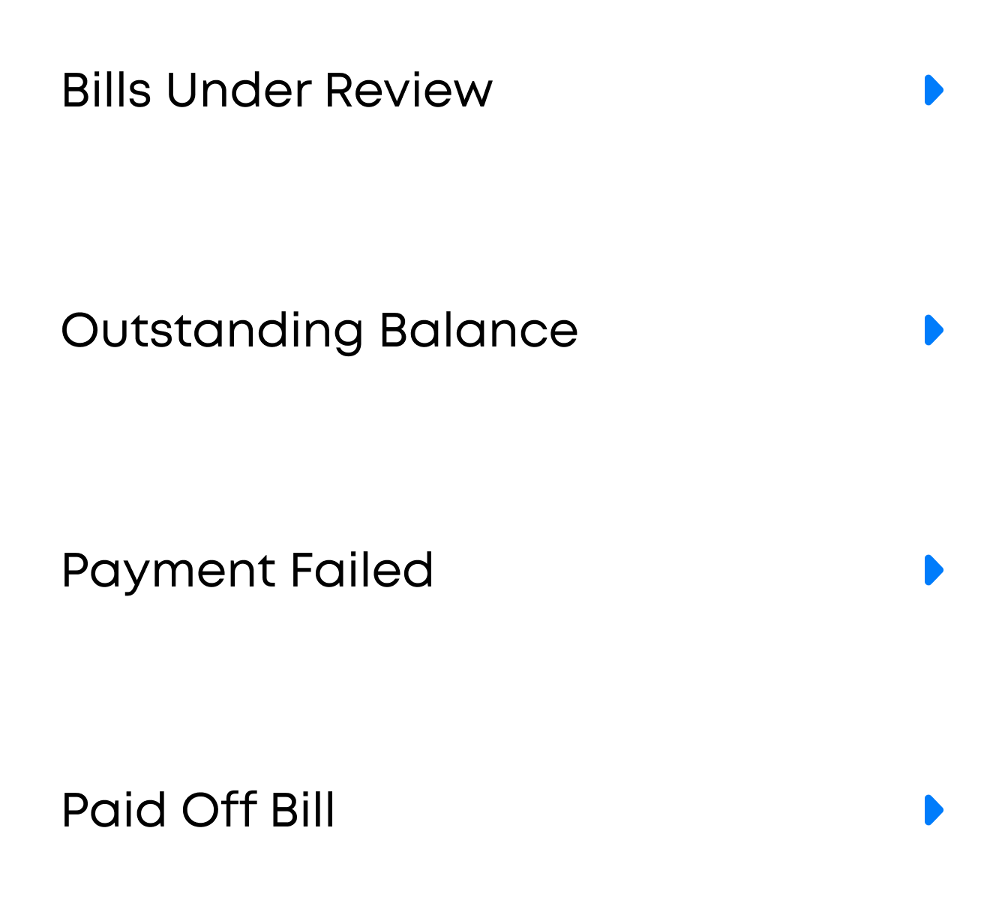 Bills Under Review
Outstanding Balance
Payment Failed
Paid Off Bill